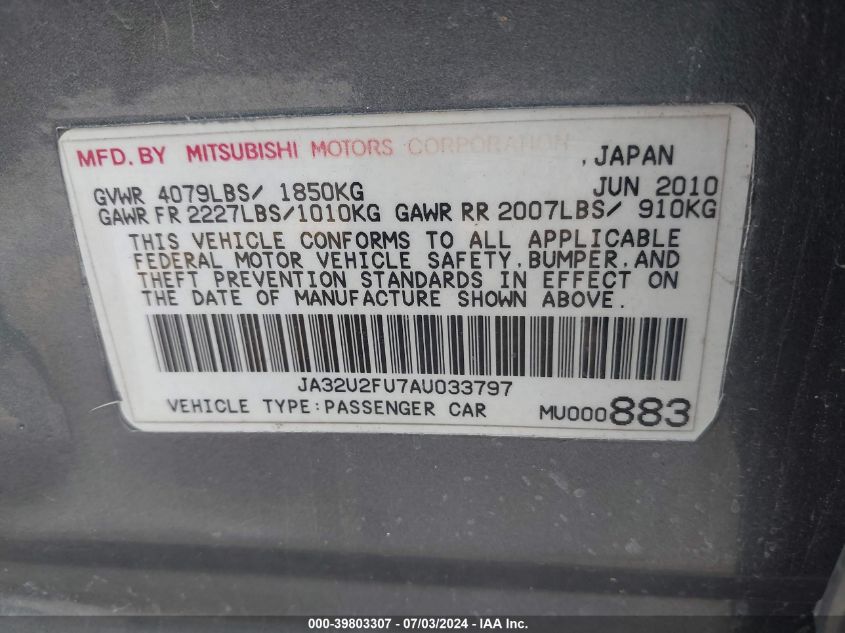 MFD. BY MITSUBISHI MOTORS CORPORATION , JAPAN
GVWR 4079LBS/ 1850KG JUN 2010
GAWR FR 2227LBS/1010KG GAWR RR 2007LBS/ 910KG
THIS VEHICLE CONFORMS TO ALL APPLICABLE
FEDERAL MOTOR VEHICLE SAFETY, BUMPER, AND
THEFT PREVENTION STANDARDS IN EFFECT ON
THE DATE OF MANUFACTURE SHOWN ABOVE.
JA32U2FU7AU033797
VEHICLE TYPE:PASSENGER CAR MU000883
000-39803307 - 07/03/2024 - IAA Inc.